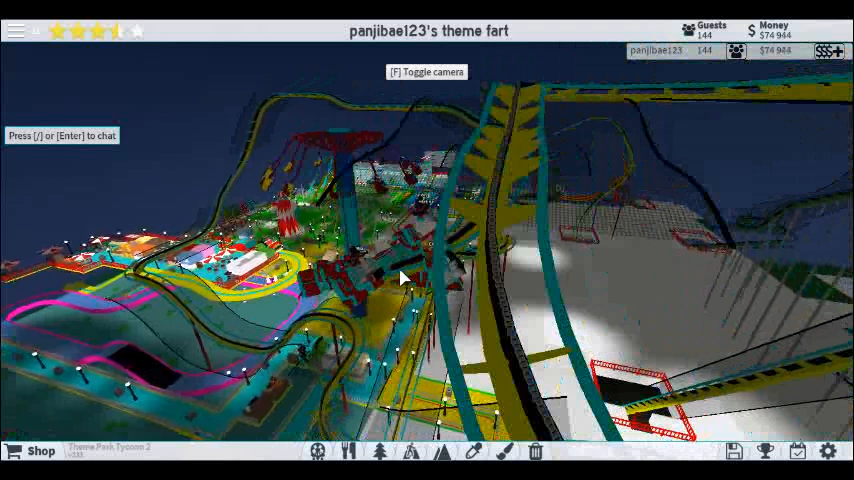 panjibae123's theme fart
Guests
144
Money
$74 944
panjibae123 144 $74 944 $$$+
[F] Toggle camera
Press [/] or [Enter] to chat
Shop
Theme Park Tycoon 2